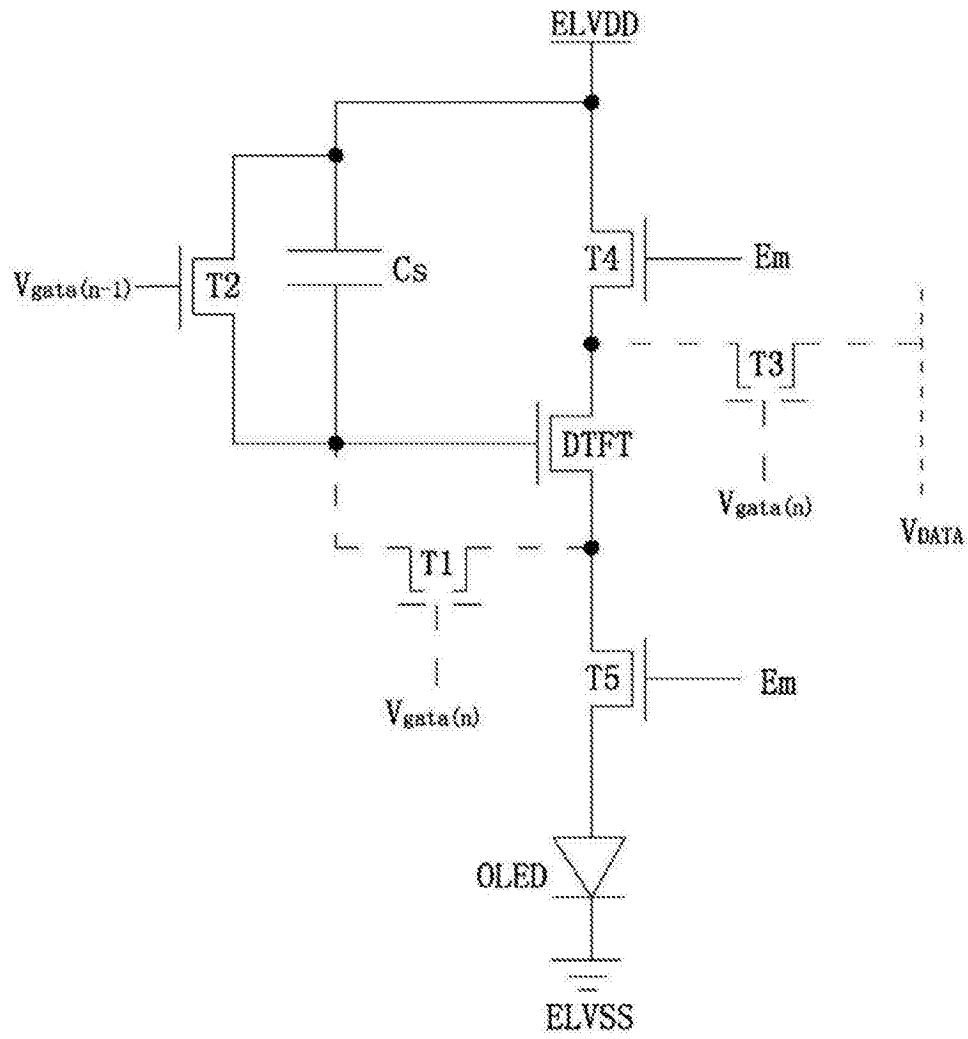 ELVDD
Vgata(n-1)
T2
Cs
T4
Em
T3
DTFT
Vgata(n)
VDATA
T1
Vgata(n)
T5
Em
OLED
ELVSS